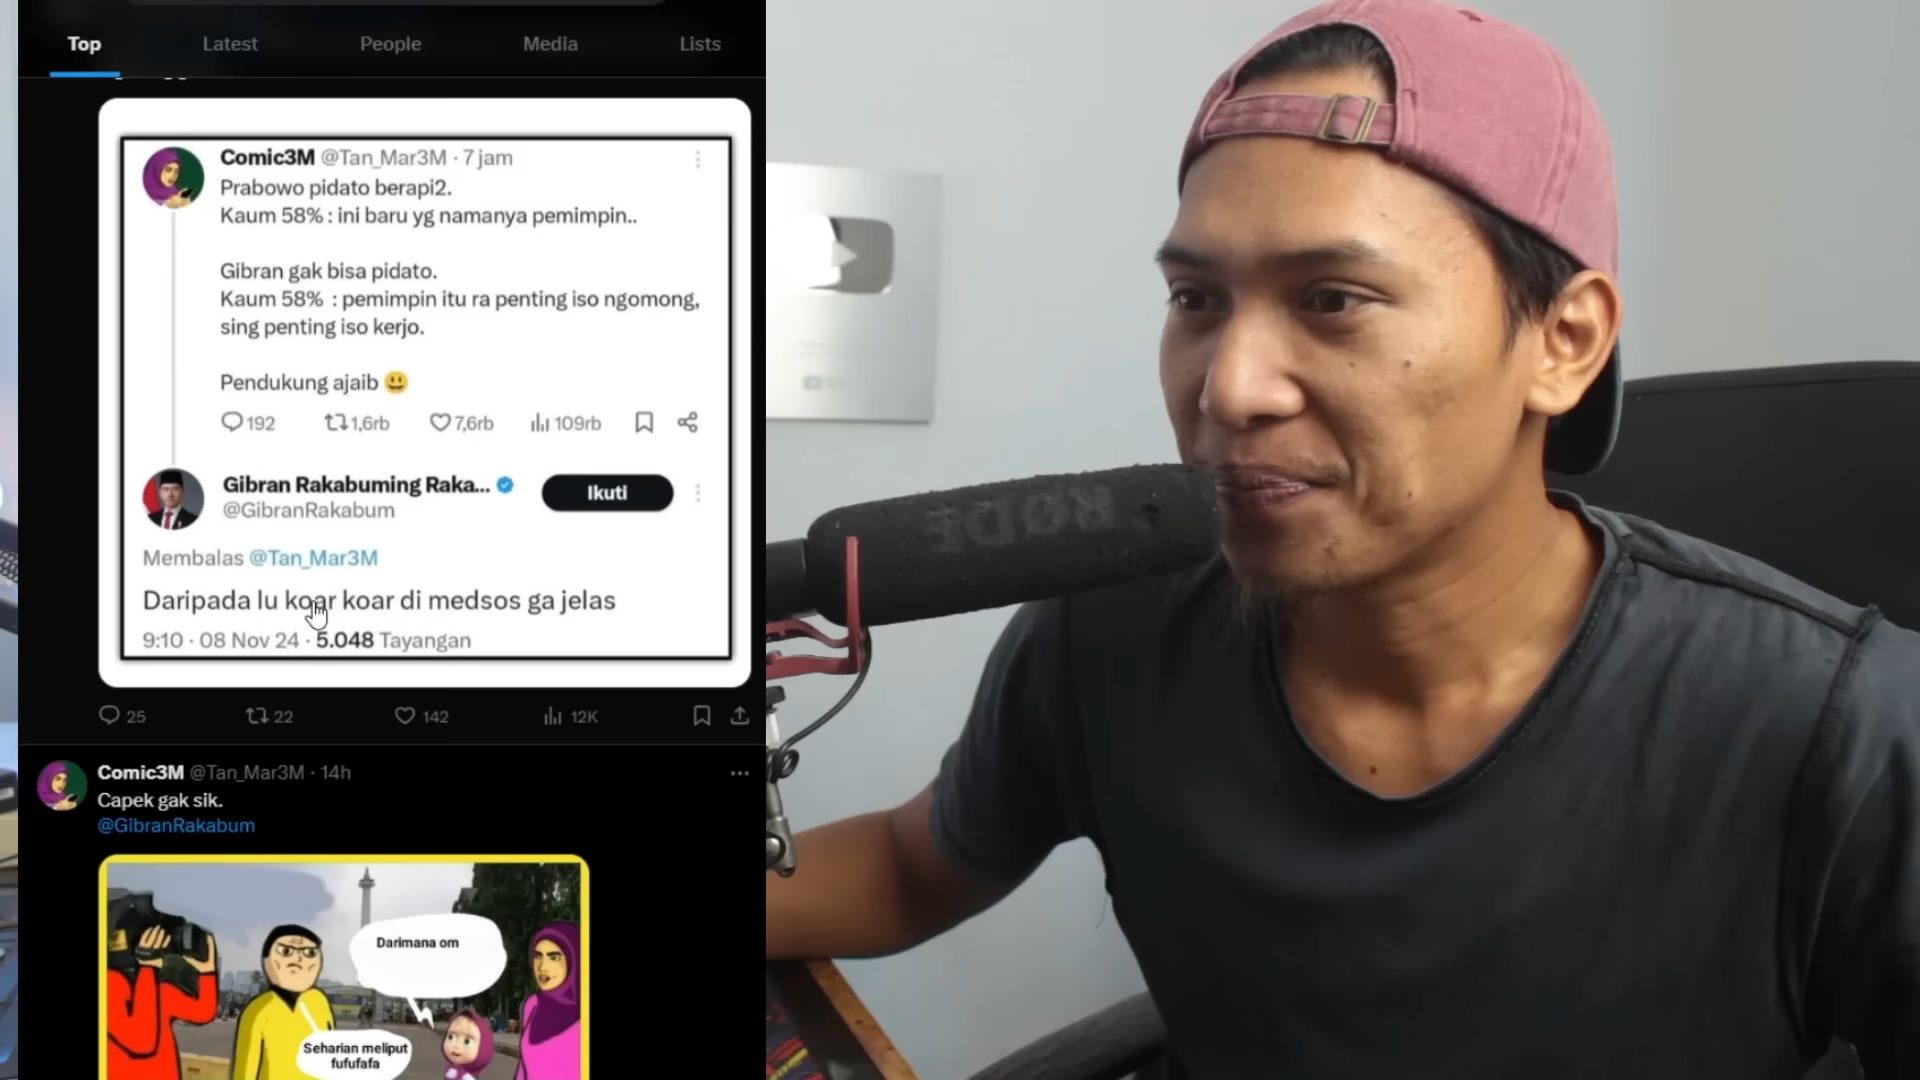 Top Latest People Media Lists
Comic3M @Tan_Mar3M · 7 jam
Prabowo pidato berapi2.
Kaum 58% : ini baru yg namanya pemimpin..
Gibran gak bisa pidato.
Kaum 58% : pemimpin itu ra penting iso ngomong,
sing penting iso kerjo.
Pendukung ajaib 😃
192 1,6rb 7,6rb 109rb
Gibran Rakabuming Raka...
Ikuti
@GibranRakabum
Membalas @Tan_Mar3M
Daripada lu koar koar di medsos ga jelas
9:10 · 08 Nov 24 · 5.048 Tayangan
25 22 142 12K
Comic3M @Tan_Mar3M · 14h
Capek gak sik.
@GibranRakabum
Darimana om
Seharian meliput
fufufafa
RØDE